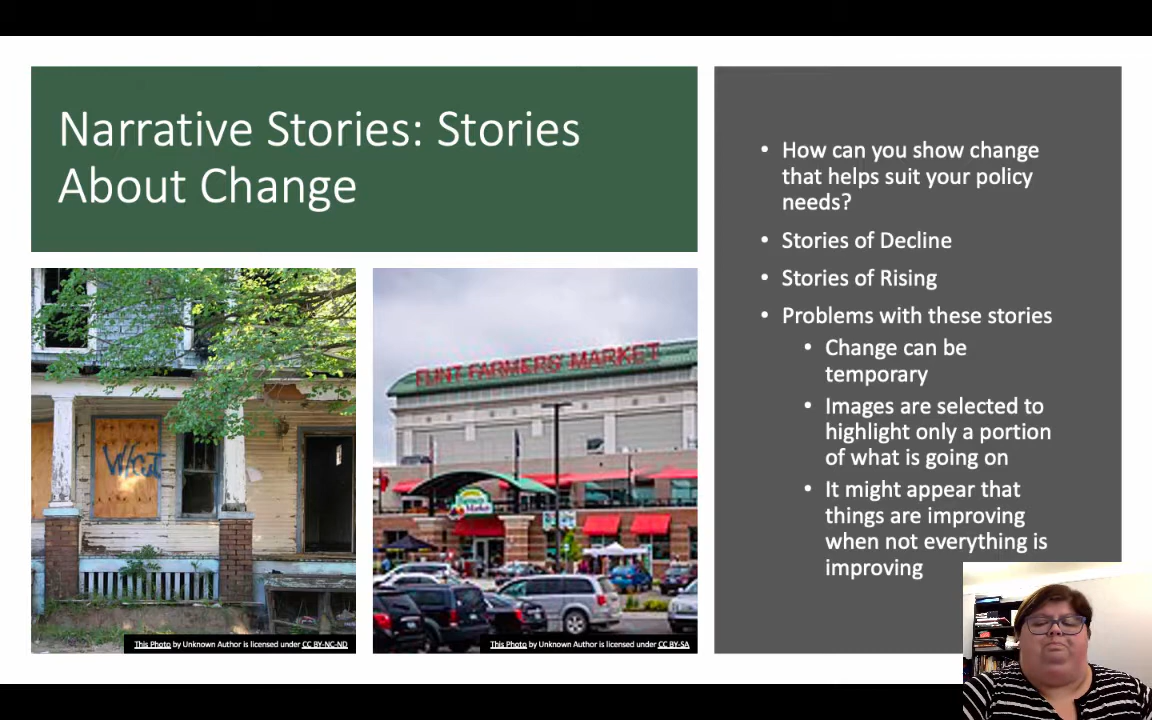 Narrative Stories: Stories
About Change
How can you show change
that helps suit your policy
needs?
Stories of Decline
Stories of Rising
Problems with these stories
Change can be
temporary
Images are selected to
highlight only a portion
of what is going on
It might appear that
things are improving
when not everything is
improving
FLINT FARMERS' MARKET
Market
This Photo by Unknown Author is licensed under CC BY-NC-ND
This Photo by Unknown Author is licensed under CC BY-SA